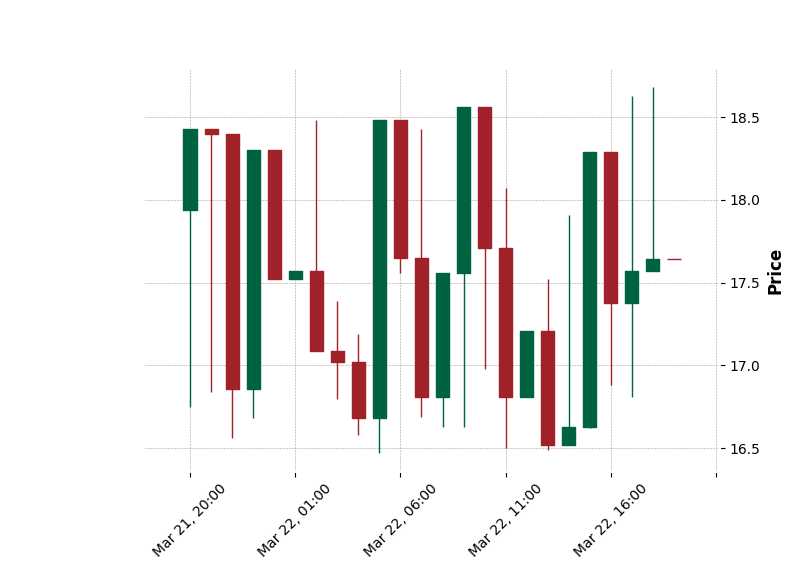 18.5
18.0
17.5
17.0
16.5
Price
Mar 21, 20:00
Mar 22, 01:00
Mar 22, 06:00
Mar 22, 11:00
Mar 22, 16:00